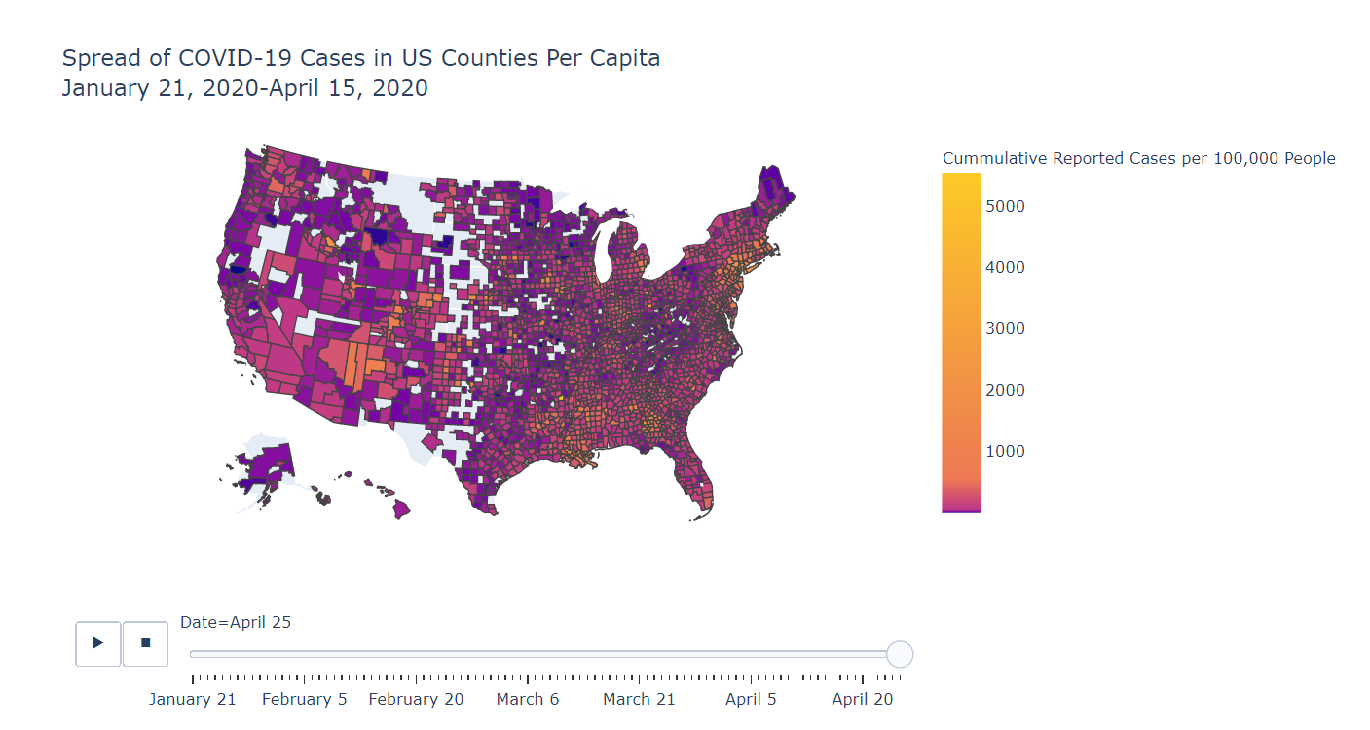 Spread of COVID-19 Cases in US Counties Per Capita
January 21, 2020-April 15, 2020
Cummulative Reported Cases per 100,000 People
5000
4000
3000
2000
1000
Date=April 25
January 21 February 5 February 20 March 6 March 21 April 5 April 20